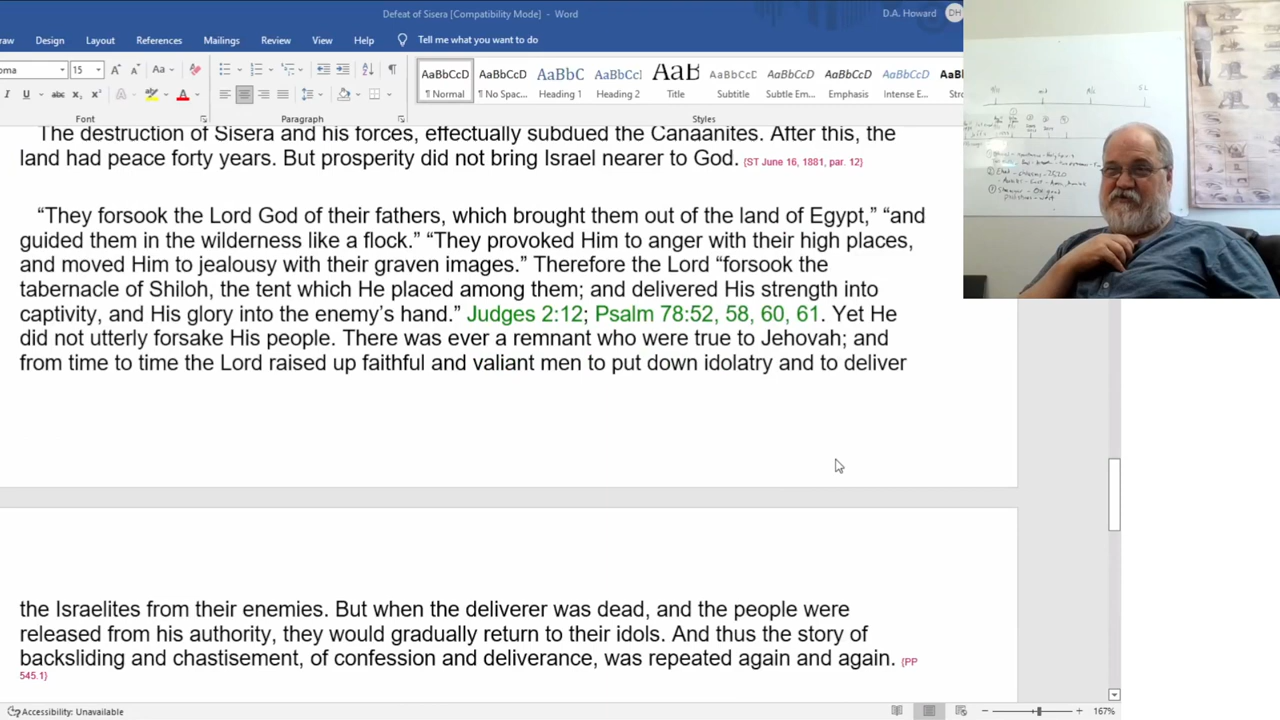 Defeat of Sisera [Compatibility Mode] - Word
D.A. Howard
DH
aw
Design
Layout
References
Mailings
Review
View
Help
Tell me what you want to do
oma
15
Aa
I
U
abc
AaBbCcD
AaBbCcD
AaBbC
AaBbCcI
AaB
AaBbCcD
AaBbCcD
AaBbCcD
AaBbCcD
AaB
¶ Normal
¶ No Spac...
Heading 1
Heading 2
Title
Subtitle
Subtle Em...
Emphasis
Intense E...
Stro
Font
Paragraph
Styles
The destruction of Sisera and his forces, effectually subdued the Canaanites. After this, the
land had peace forty years. But prosperity did not bring Israel nearer to God. {ST June 16, 1881, par. 12}
“They forsook the Lord God of their fathers, which brought them out of the land of Egypt,” “and
guided them in the wilderness like a flock.” “They provoked Him to anger with their high places,
and moved Him to jealousy with their graven images.” Therefore the Lord “forsook the
tabernacle of Shiloh, the tent which He placed among them; and delivered His strength into
captivity, and His glory into the enemy’s hand.” Judges 2:12; Psalm 78:52, 58, 60, 61. Yet He
did not utterly forsake His people. There was ever a remnant who were true to Jehovah; and
from time to time the Lord raised up faithful and valiant men to put down idolatry and to deliver
the Israelites from their enemies. But when the deliverer was dead, and the people were
released from his authority, they would gradually return to their idols. And thus the story of
backsliding and chastisement, of confession and deliverance, was repeated again and again. {PP
545.1}
Accessibility: Unavailable
167%